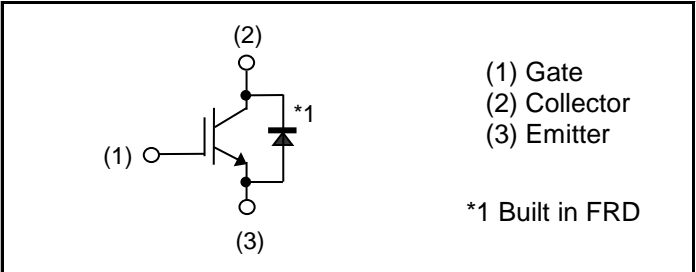 (2)
*1
(1)
(3)
(1) Gate
(2) Collector
(3) Emitter
*1 Built in FRD